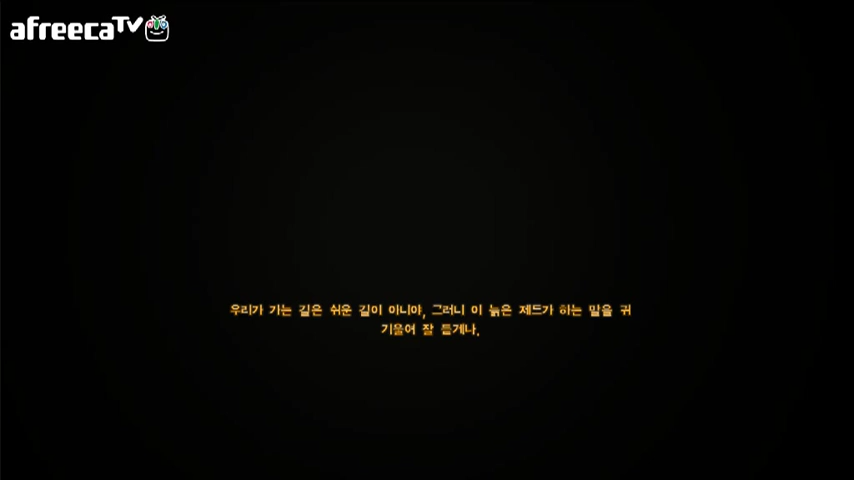 afreecaTV
우리가 가는 길은 쉬운 길이 아니야, 그러니 이 늙은 제드가 하는 말을 귀
기울여 잘 듣게나.